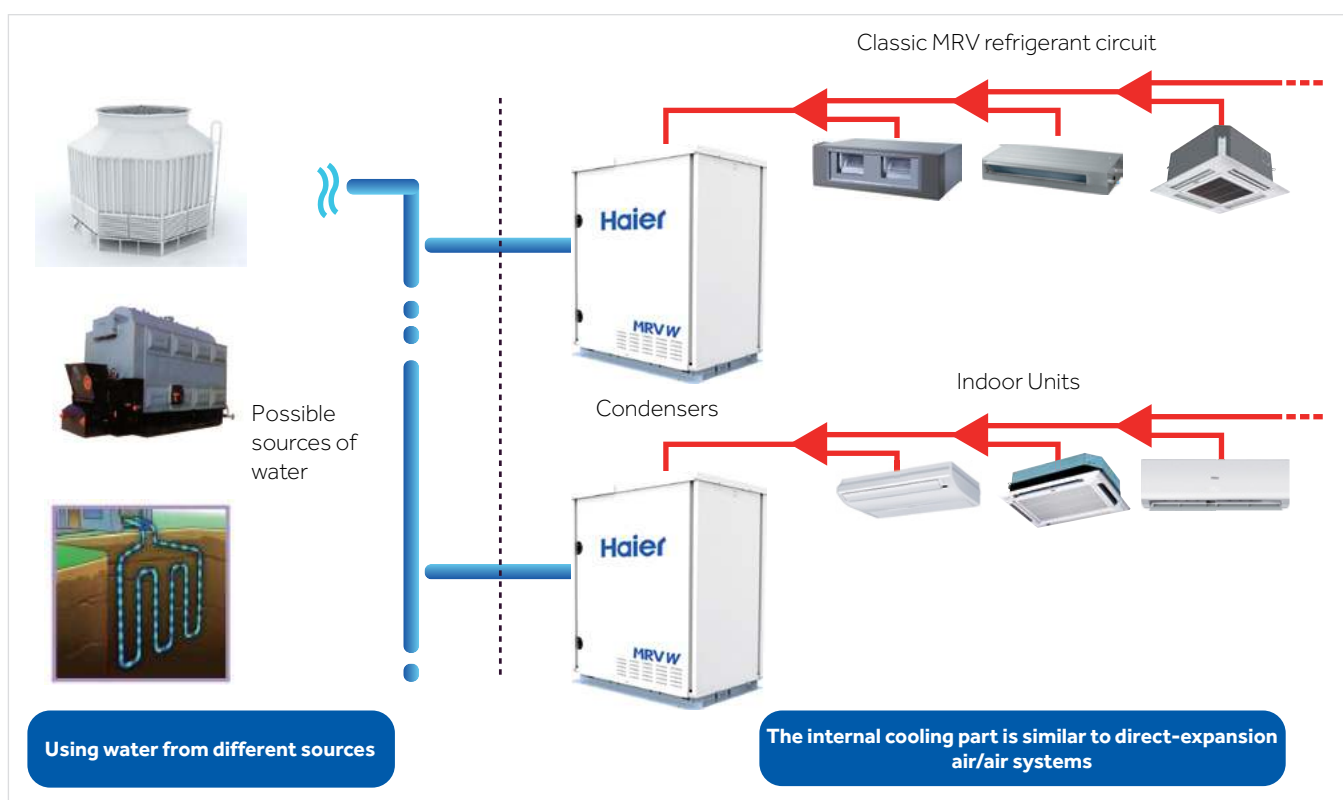 Classic MRV refrigerant circuit
Haier
MRV W
Possible
sources of
water
Condensers
Indoor Units
Haier
MRV W
Using water from different sources
The internal cooling part is similar to direct-expansion
air/air systems